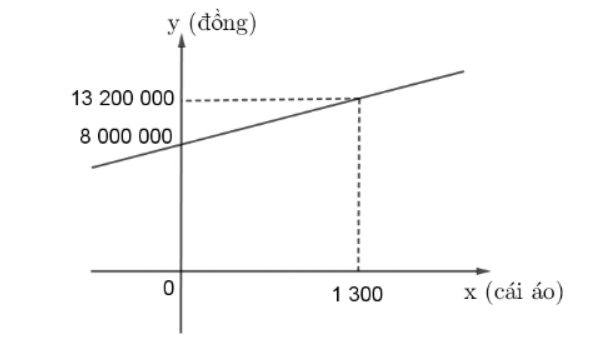 y (đồng)
13 200 000
8 000 000
0
1 300
x (cái áo)